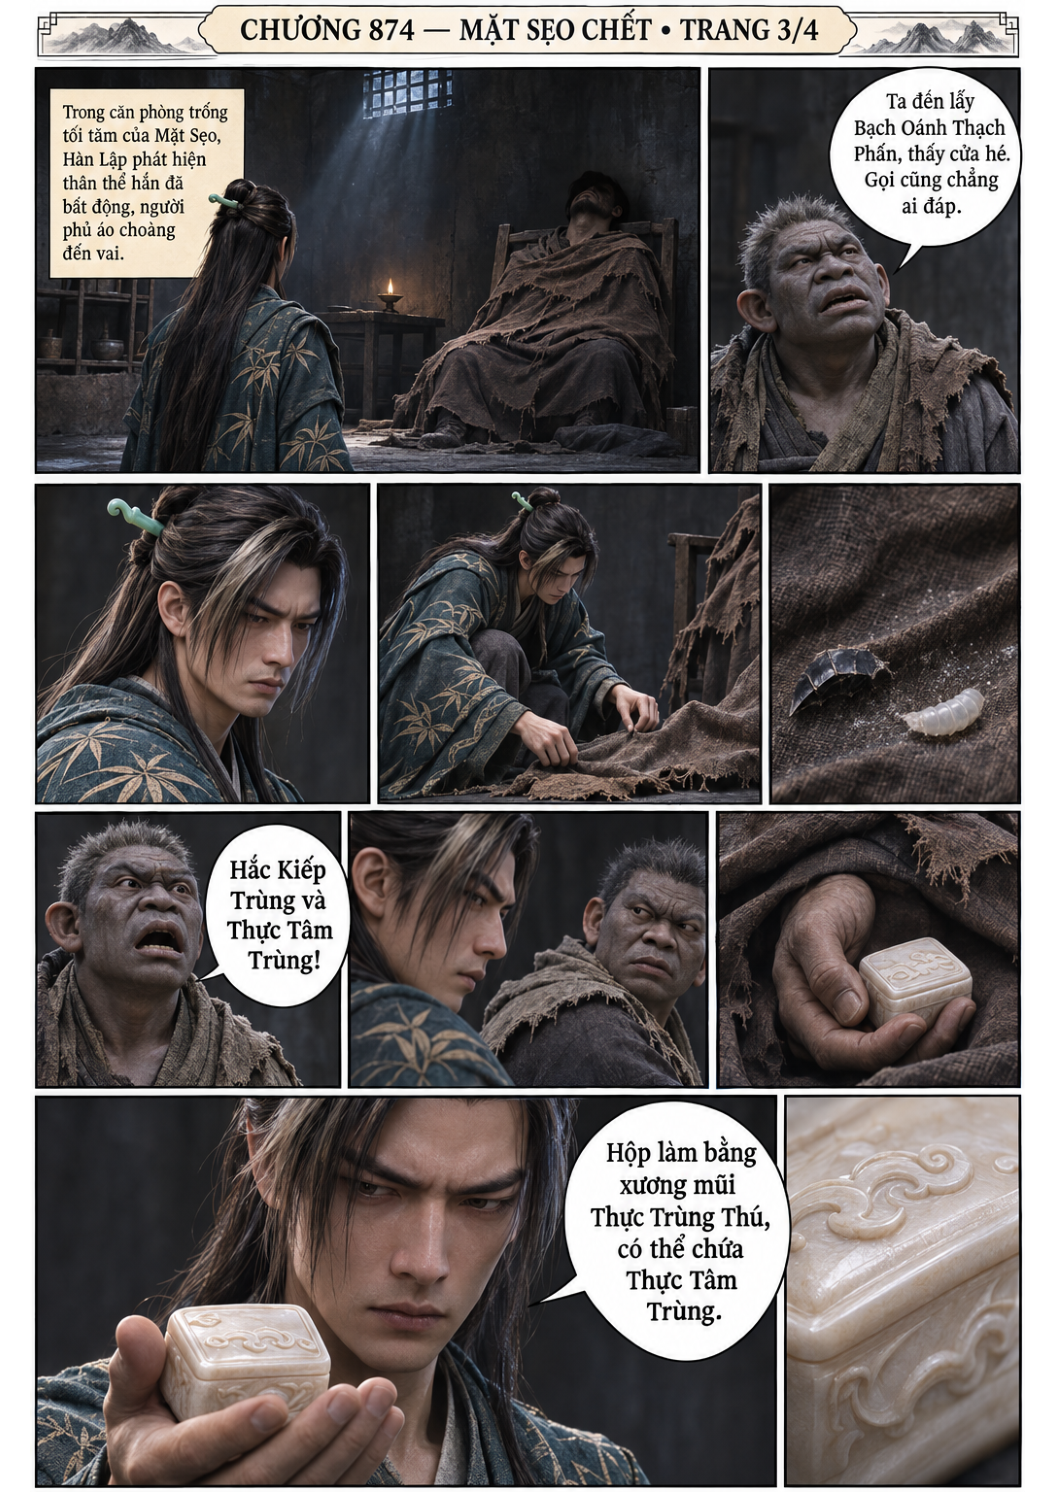 CHƯƠNG 874 — MẶT SẸO CHẾT • TRANG 3/4
Trong căn phòng trống
tối tăm của Mặt Sẹo,
Hàn Lập phát hiện
thân thể hắn đã
bất động, người
phủ áo choàng
đến vai.
Ta đến lấy
Bạch Oánh Thạch
Phấn, thấy cửa hé.
Gọi cũng chẳng
ai đáp.
Hắc Kiếp
Trùng và
Thực Tâm
Trùng!
Hộp làm bằng
xương mũi
Thực Trùng Thú,
có thể chứa
Thực Tâm
Trùng.